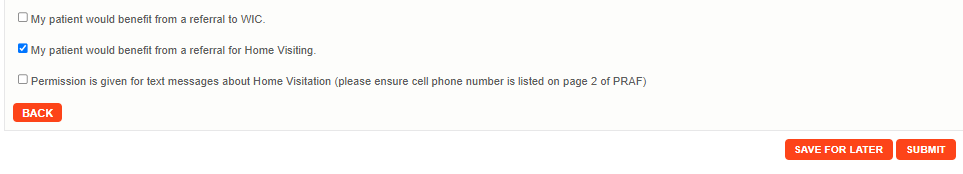 My patient would benefit from a referral to WIC.
My patient would benefit from a referral for Home Visiting.
Permission is given for text messages about Home Visitation (please ensure cell phone number is listed on page 2 of PRAF)
BACK
SAVE FOR LATER SUBMIT